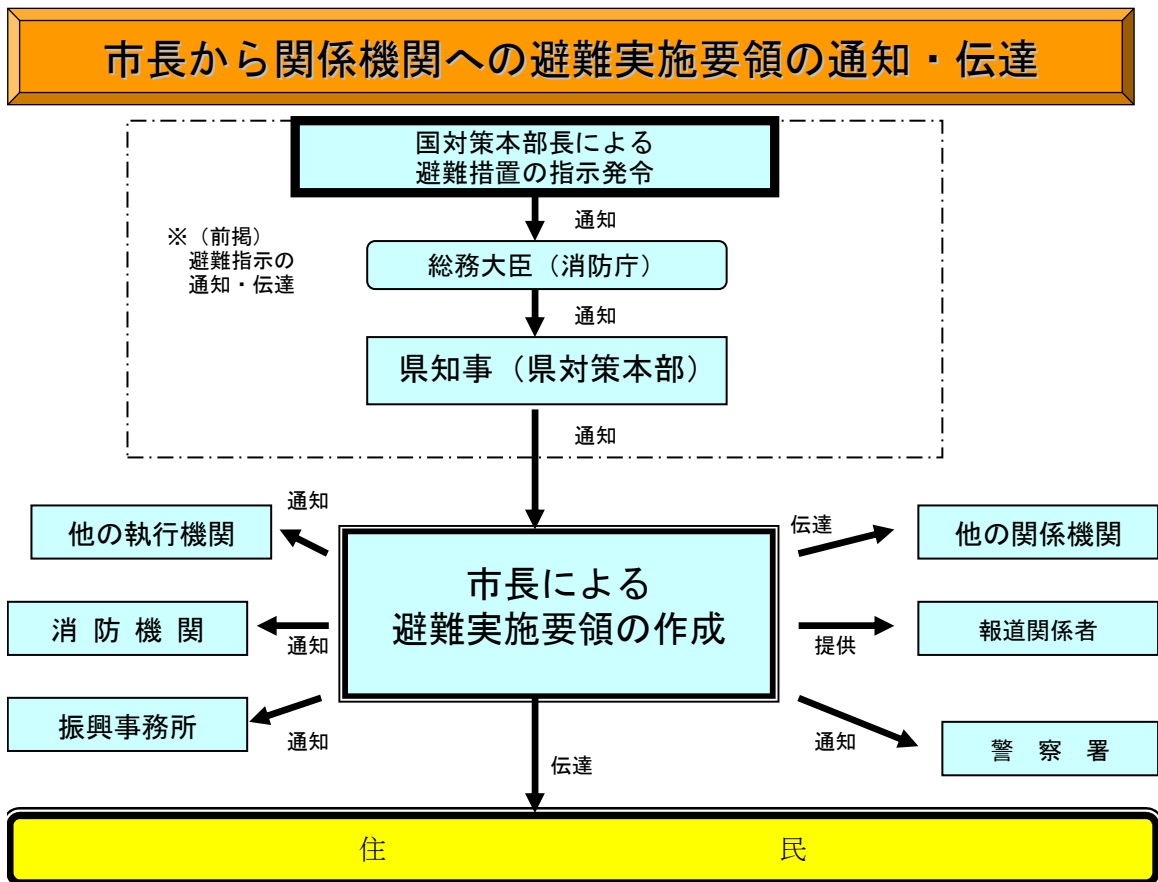 市長から関係機関への避難実施要領の通知・伝達
国対策本部長による
避難措置の指示発令
通知
※（前掲）
避難指示の
通知・伝達
総務大臣（消防庁）
通知
県知事（県対策本部）
通知
通知
他の執行機関
伝達
他の関係機関
市長による
避難実施要領の作成
消 防 機 関
通知
提供
報道関係者
振興事務所
通知
通知
警 察 署
伝達
住 民